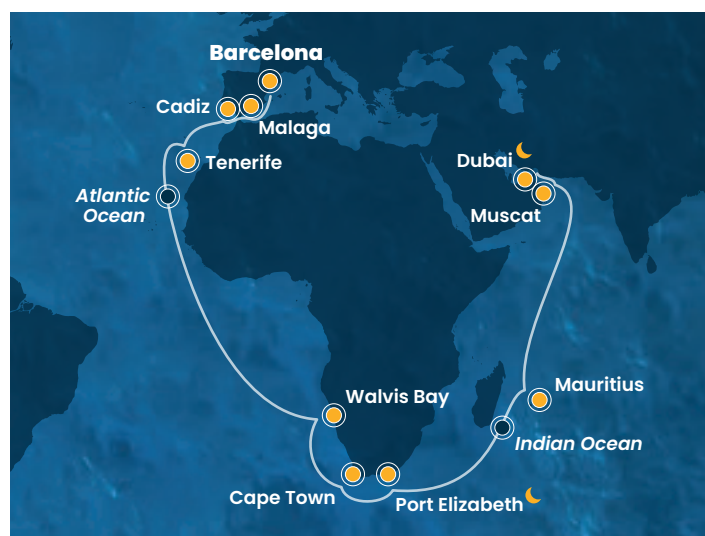 Barcelona
Cadiz
Malaga
Tenerife
Dubai
Muscat
Atlantic
Ocean
Walvis Bay
Mauritius
Indian Ocean
Cape Town
Port Elizabeth